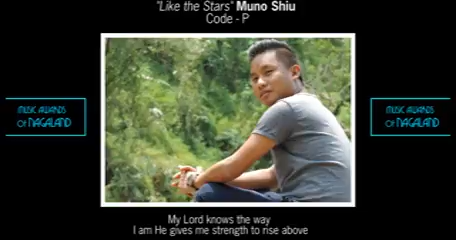 "Like the Stars" Muno Shiu
Code - P
MUSIC AWARDS
OF NAGALAND
MUSIC AWARDS
OF NAGALAND
My Lord knows the way
I am He gives me strength to rise above